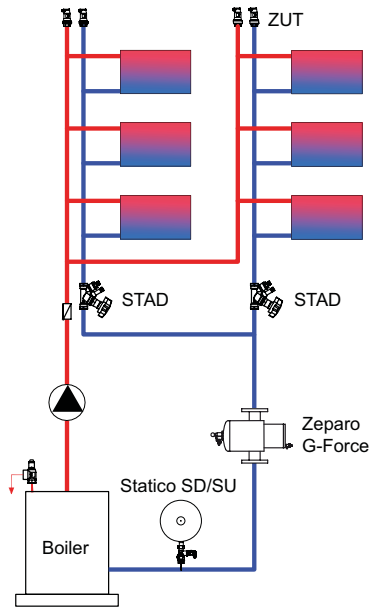 ZUT
STAD
STAD
Zeparo
G-Force
Statico SD/SU
Boiler